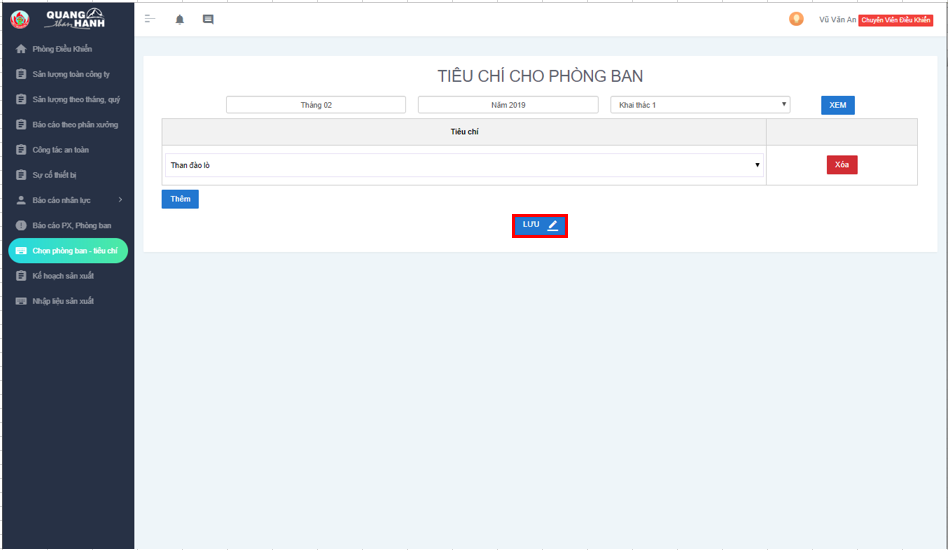 QUANG HANH
than
Vũ Văn An Chuyên Viên Điều Khiển
Phòng Điều Khiển
Sản lượng toàn công ty
Sản lượng theo tháng, quý
Báo cáo theo phân xưởng
Công tác an toàn
Sự cố thiết bị
Báo cáo nhân lực
Báo cáo PX, Phòng ban
Chọn phòng ban - tiêu chí
Kế hoạch sản xuất
Nhập liệu sản xuất
TIÊU CHÍ CHO PHÒNG BAN
Tháng 02 Năm 2019 Khai thác 1 XEM
Tiêu chí
Than đào lò Xóa
Thêm
LƯU